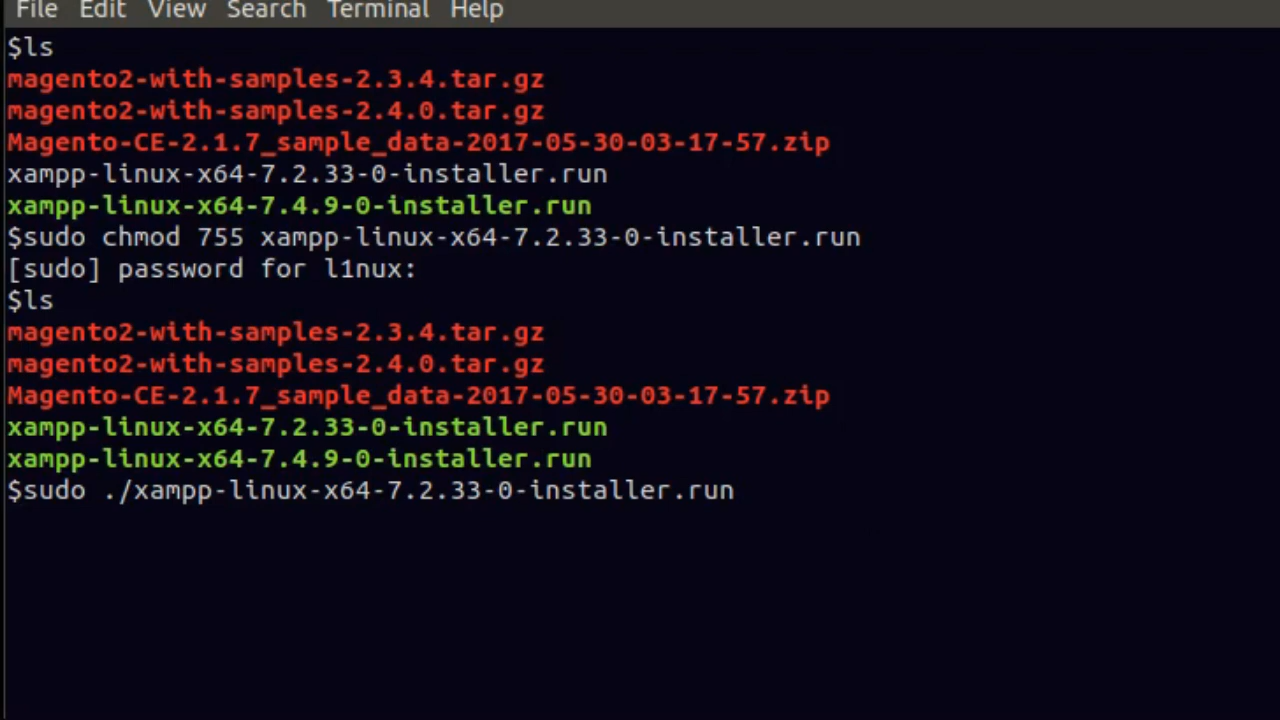 File Edit View Search Terminal Help
$ls
magento2-with-samples-2.3.4.tar.gz
magento2-with-samples-2.4.0.tar.gz
Magento-CE-2.1.7_sample_data-2017-05-30-03-17-57.zip
xampp-linux-x64-7.2.33-0-installer.run
xampp-linux-x64-7.4.9-0-installer.run
$sudo chmod 755 xampp-linux-x64-7.2.33-0-installer.run
[sudo] password for l1nux:
$ls
magento2-with-samples-2.3.4.tar.gz
magento2-with-samples-2.4.0.tar.gz
Magento-CE-2.1.7_sample_data-2017-05-30-03-17-57.zip
xampp-linux-x64-7.2.33-0-installer.run
xampp-linux-x64-7.4.9-0-installer.run
$sudo ./xampp-linux-x64-7.2.33-0-installer.run